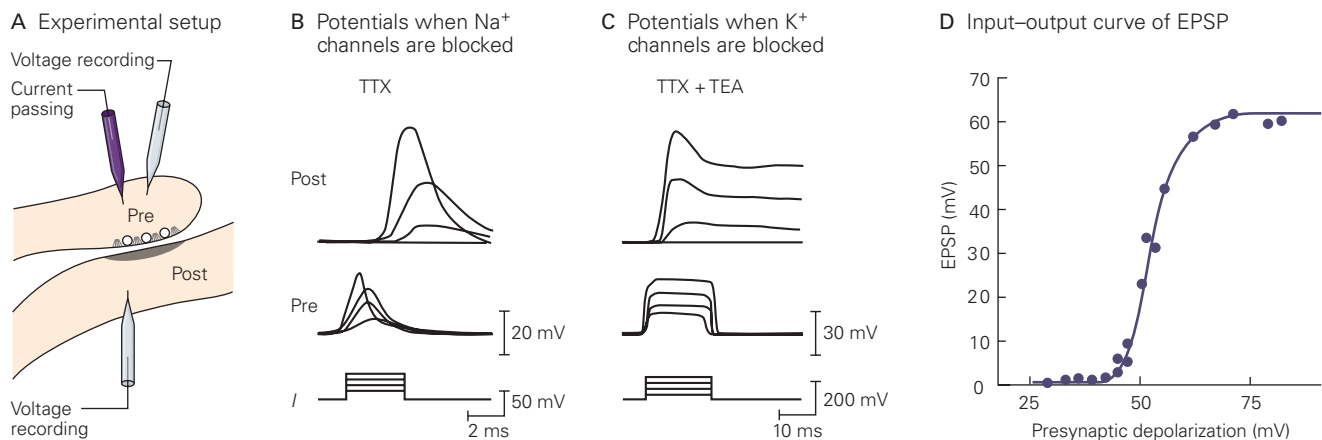 A Experimental setup
Voltage recording
Current
passing
Pre
Post
Voltage
recording
B Potentials when Na+
channels are blocked
TTX
Post
Pre
20 mV
I
50 mV
2 ms
C Potentials when K+
channels are blocked
TTX + TEA
30 mV
200 mV
10 ms
D Input–output curve of EPSP
EPSP (mV)
70
60
50
40
30
20
10
0
25 50 75
Presynaptic depolarization (mV)